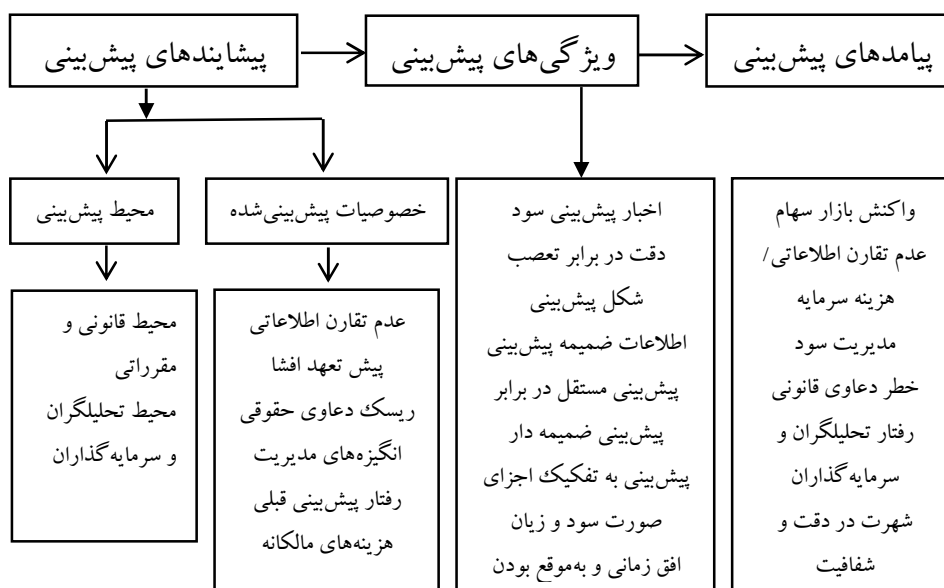 پیشایندهای پیش‌بینی
ویژگی‌های پیش‌بینی
پیامدهای پیش‌بینی
محیط پیش‌بینی
خصوصیات پیش‌بینی‌شده
محیط قانونی و
مقرراتی
محیط تحلیلگران
و سرمایه‌گذاران
عدم تقارن اطلاعاتی
پیش تعهد افشا
ریسک دعاوی حقوقی
انگیزه‌های مدیریت
رفتار پیش‌بینی قبلی
هزینه‌های مالکانه
اخبار پیش‌بینی سود
دقت در برابر تعصب
شکل پیش‌بینی
اطلاعات ضمیمه پیش‌بینی
پیش‌بینی مستقل در برابر
پیش‌بینی ضمیمه دار
پیش‌بینی به تفکیک اجزای
صورت سود و زیان
افق زمانی و به‌موقع بودن
واکنش بازار سهام
عدم تقارن اطلاعاتی/
هزینه سرمایه
مدیریت سود
خطر دعاوی قانونی
رفتار تحلیلگران و
سرمایه‌گذاران
شهرت در دقت و
شفافیت